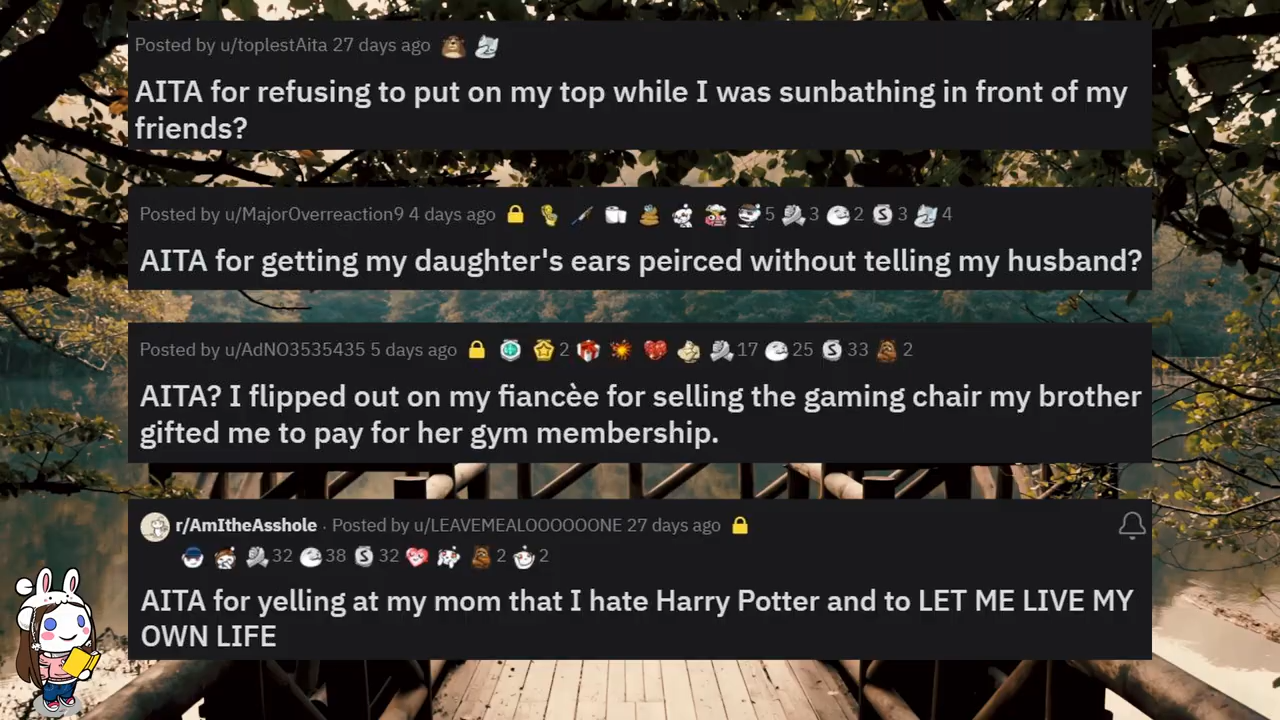 Posted by u/toplestAita 27 days ago
AITA for refusing to put on my top while I was sunbathing in front of my
friends?
Posted by u/MajorOverreaction9 4 days ago 5 3 2 3 4
AITA for getting my daughter's ears peirced without telling my husband?
Posted by u/AdNO3535435 5 days ago 2 17 25 33 2
AITA? I flipped out on my fiancèe for selling the gaming chair my brother
gifted me to pay for her gym membership.
r/AmItheAsshole · Posted by u/LEAVEMEALOOOOOONE 27 days ago
32 38 32 2 2
AITA for yelling at my mom that I hate Harry Potter and to LET ME LIVE MY
OWN LIFE